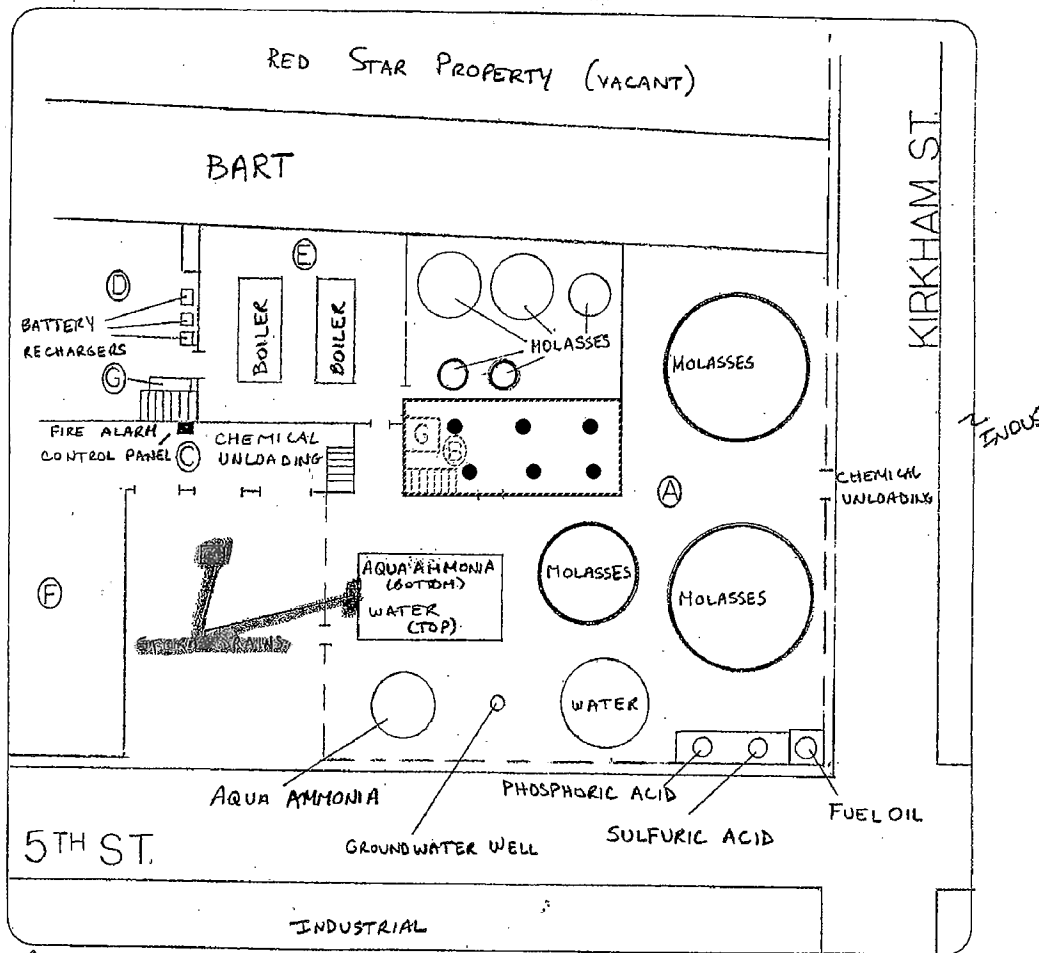 RED STAR PROPERTY (VACANT)
BART
KIRKHAM ST.
E
D
BATTERY
RECHARGERS
BOILER
BOILER
MOLASSES
MOLASSES
G
FIRE ALARM
CONTROL PANEL
C
CHEMICAL
UNLOADING
G
B
A
CHEMICAL
UNLOADING
F
AQUA AMMONIA
(BOTTOM)
WATER
(TOP)
MOLASSES
MOLASSES
WATER
AQUA AMMONIA
GROUNDWATER WELL
PHOSPHORIC ACID
SULFURIC ACID
FUEL OIL
5TH ST.
INDUSTRIAL